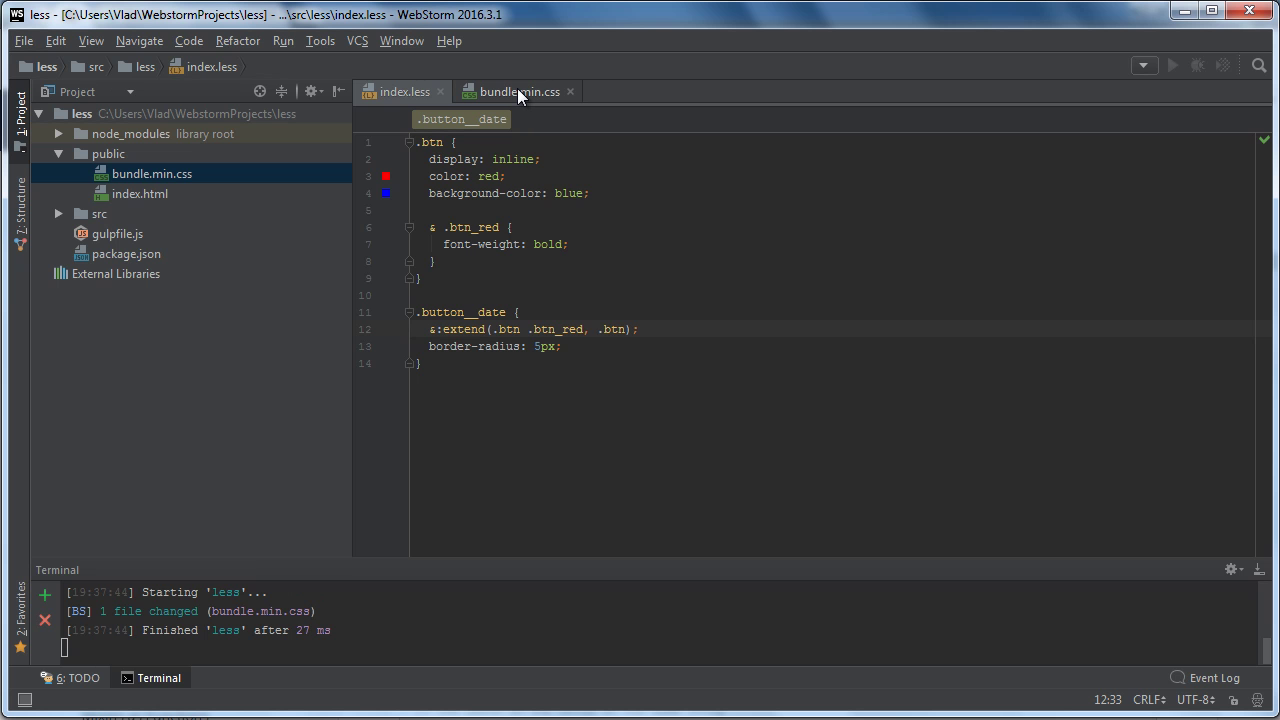 less - [C:\Users\Vlad\WebstormProjects\less] - ...\src\less\index.less - WebStorm 2016.3.1
File Edit View Navigate Code Refactor Run Tools VCS Window Help
less src less index.less
1: Project
7: Structure
2: Favorites
Project
less C:\Users\Vlad\WebstormProjects\less
node_modules library root
public
bundle.min.css
index.html
src
gulpfile.js
package.json
External Libraries
index.less bundle.min.css
.button__date
1 .btn {
2 display: inline;
3 color: red;
4 background-color: blue;
5
6 & .btn_red {
7 font-weight: bold;
8 }
9 }
10
11 .button__date {
12 &:extend(.btn .btn_red, .btn);
13 border-radius: 5px;
14 }
Terminal
[19:37:44] Starting 'less'...
[BS] 1 file changed (bundle.min.css)
[19:37:44] Finished 'less' after 27 ms
6: TODO Terminal Event Log
12:33 CRLF UTF-8